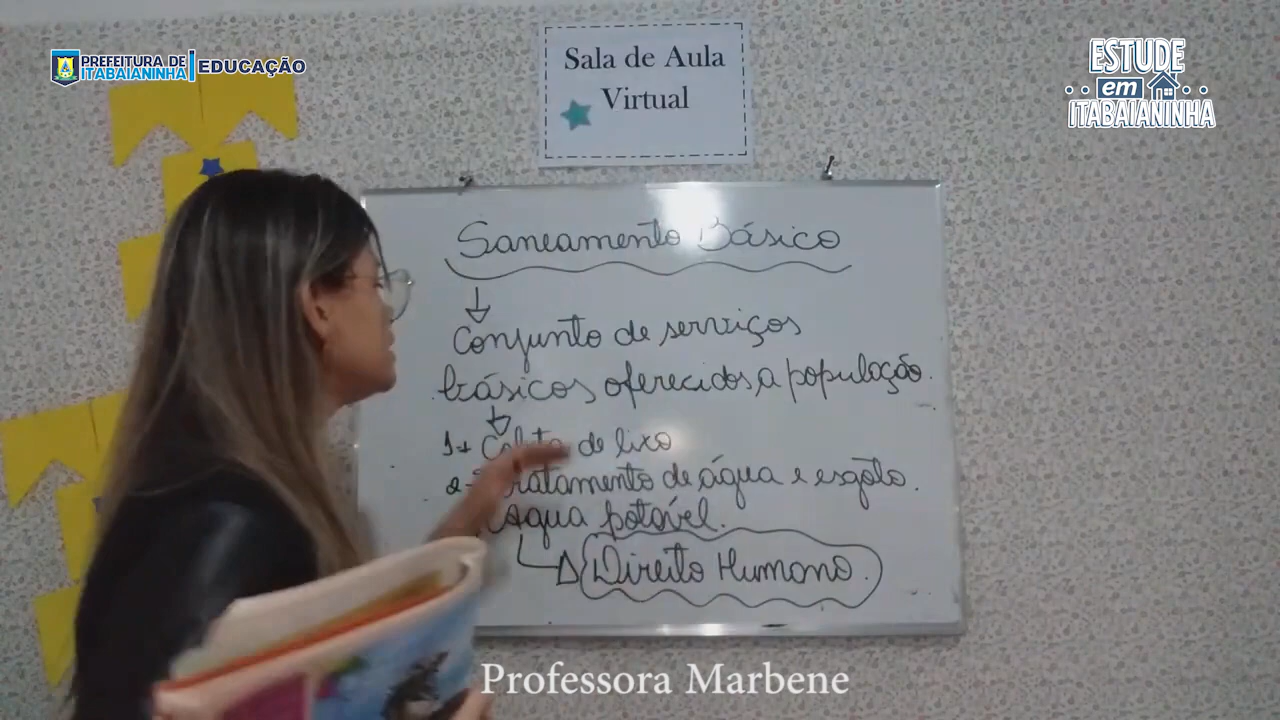 PREFEITURA DE
ITABAIANINHA
EDUCAÇÃO
Sala de Aula
Virtual
ESTUDE
em
ITABAIANINHA
Saneamento Básico
Conjunto de serviços
básicos oferecidos a população.
1- Coleta de lixo
2- Tratamento de água e esgoto.
Água potável.
Direito Humano.
Professora Marbene